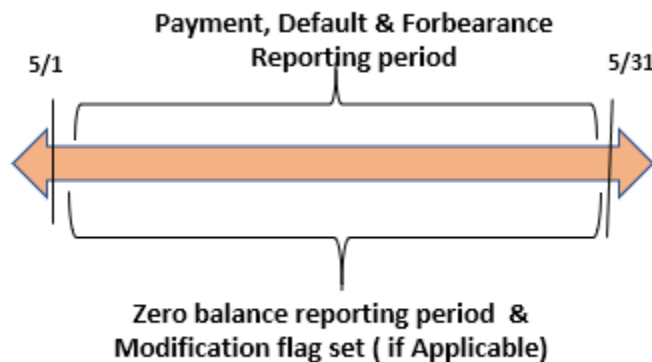 Payment, Default & Forbearance
Reporting period
5/1
5/31
Zero balance reporting period &
Modification flag set ( if Applicable)